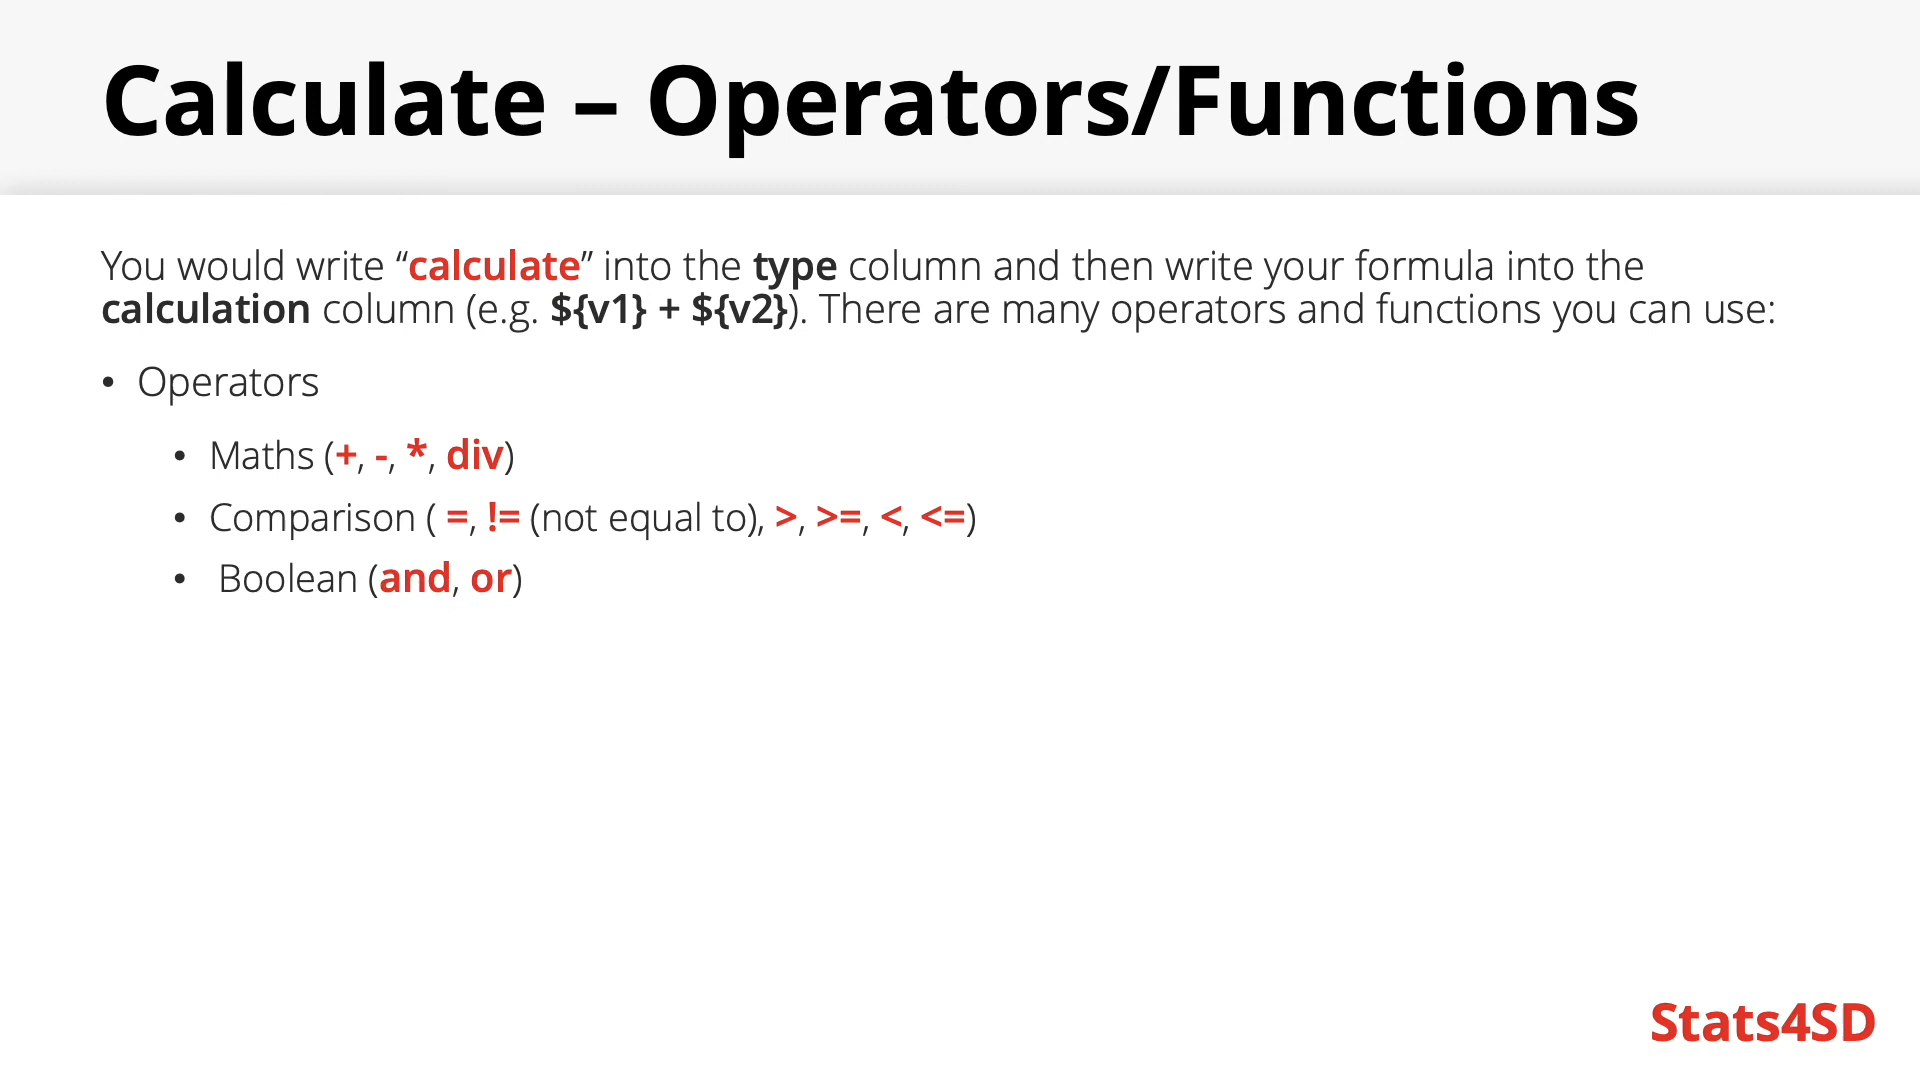 Calculate – Operators/Functions
You would write “calculate” into the type column and then write your formula into the
calculation column (e.g. ${v1} + ${v2}). There are many operators and functions you can use:
• Operators
• Maths (+, -, *, div)
• Comparison ( =, != (not equal to), >, >=, <, <=)
• Boolean (and, or)
Stats4SD